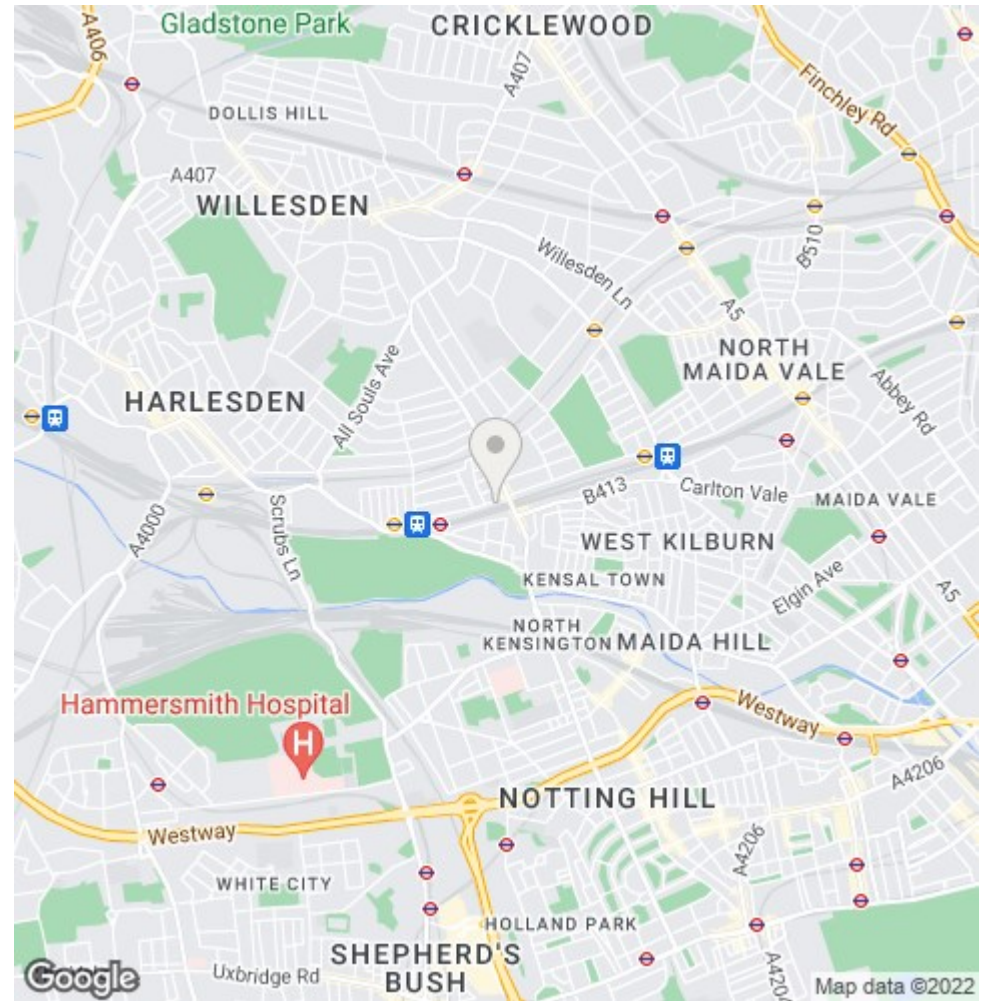 Gladstone Park
CRICKLEWOOD
A406
A407
Finchley Rd
DOLLIS HILL
A407
WILLESDEN
B510
Willesden Ln
A5
NORTH
MAIDA VALE
Abbey Rd
All Souls Ave
HARLESDEN
B413
Carlton Vale
MAIDA VALE
A4000
Scrubs Ln
WEST KILBURN
KENSAL TOWN
Elgin Ave
A5
NORTH
KENSINGTON
MAIDA HILL
Hammersmith Hospital
H
Westway
A4206
NOTTING HILL
Westway
A4206
WHITE CITY
HOLLAND PARK
SHEPHERD'S
BUSH
A4204
Uxbridge Rd
Google
Map data ©2022